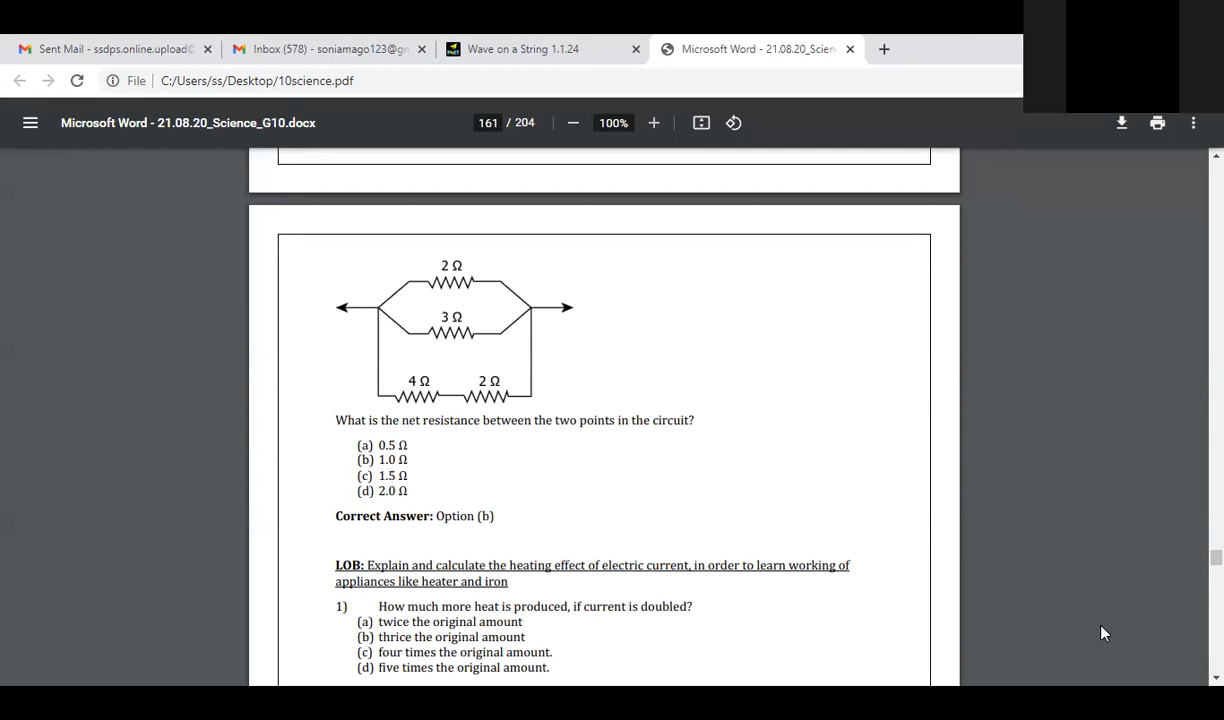 Sent Mail - ssdps.online.upload@
Inbox (578) - soniamago123@gm
Wave on a String 1.1.24
Microsoft Word - 21.08.20_Scien
File
C:/Users/ss/Desktop/10science.pdf
Microsoft Word - 21.08.20_Science_G10.docx
161 / 204
100%
2 Ω
3 Ω
4 Ω 2 Ω
What is the net resistance between the two points in the circuit?
(a) 0.5 Ω
(b) 1.0 Ω
(c) 1.5 Ω
(d) 2.0 Ω
Correct Answer: Option (b)
LOB: Explain and calculate the heating effect of electric current, in order to learn working of
appliances like heater and iron
1) How much more heat is produced, if current is doubled?
(a) twice the original amount
(b) thrice the original amount
(c) four times the original amount.
(d) five times the original amount.